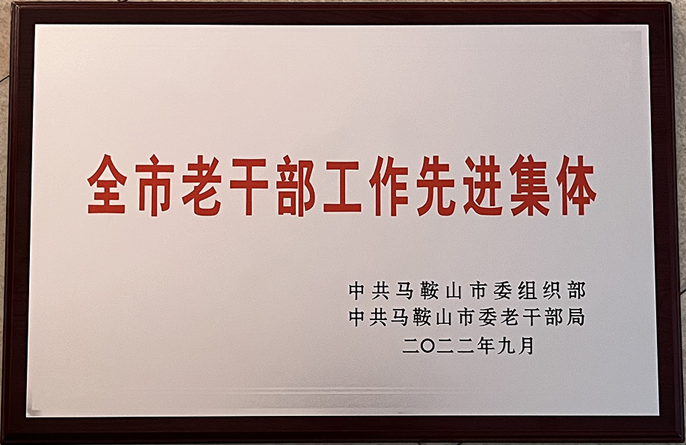 全市老干部工作先进集体
中共马鞍山市委组织部
中共马鞍山市委老干部局
二〇二二年九月